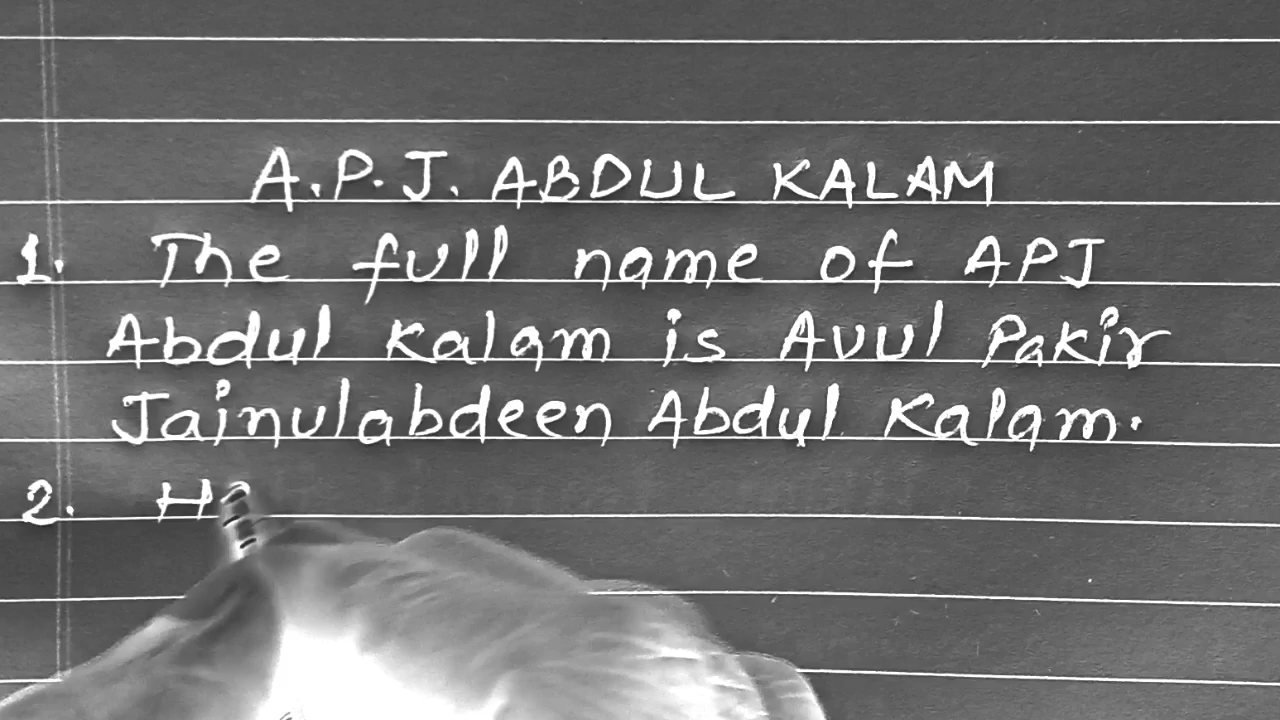 A.P.J. ABDUL KALAM
1. The full name of APJ
Abdul Kalam is Avul Pakir
Jainulabdeen Abdul Kalam.
2.